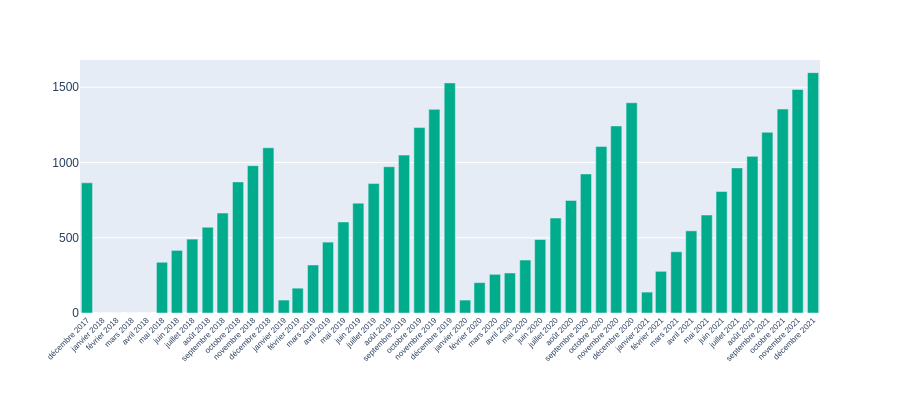 1500
1000
500
0
décembre 2017
janvier 2018
février 2018
mars 2018
avril 2018
mai 2018
juin 2018
juillet 2018
août 2018
septembre 2018
octobre 2018
novembre 2018
décembre 2018
janvier 2019
février 2019
mars 2019
avril 2019
mai 2019
juin 2019
juillet 2019
août 2019
septembre 2019
octobre 2019
novembre 2019
décembre 2019
janvier 2020
février 2020
mars 2020
avril 2020
mai 2020
juin 2020
juillet 2020
août 2020
septembre 2020
octobre 2020
novembre 2020
décembre 2020
janvier 2021
février 2021
mars 2021
avril 2021
mai 2021
juin 2021
juillet 2021
août 2021
septembre 2021
octobre 2021
novembre 2021
décembre 2021